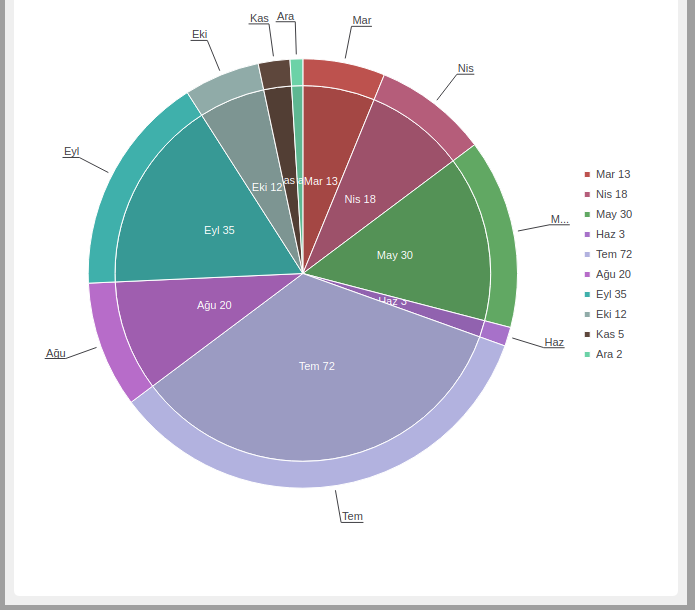 Kas
Ara
Mar
Eki
Nis
Eyl
M...
Haz
Ağu
Tem
Eki 12
Mar 13
Nis 18
Eyl 35
May 30
Haz 3
Ağu 20
Tem 72
Mar 13
Nis 18
May 30
Haz 3
Tem 72
Ağu 20
Eyl 35
Eki 12
Kas 5
Ara 2